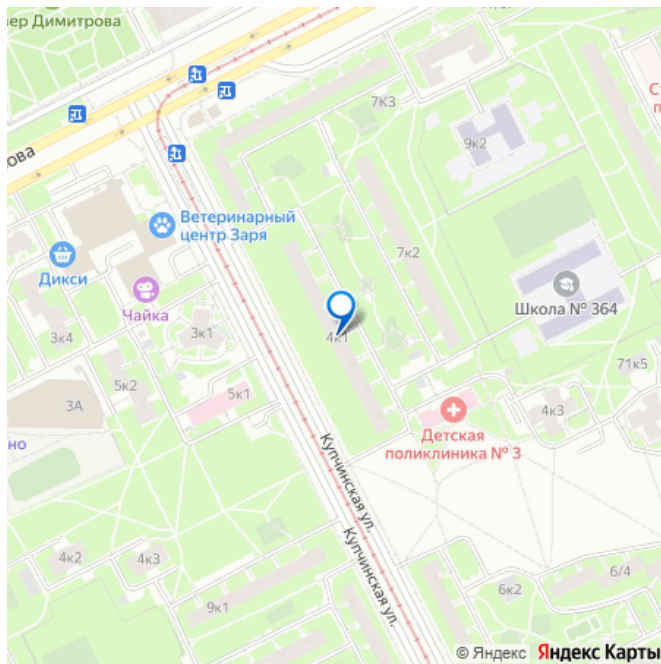 вер Димитрова
7к3
9к2
С
п
ова
Ветеринарный
центр Заря
7к2
Дикси
Чайка
Школа № 364
3к4
3к1
4к1
71к5
5к2
5к1
3А
4к3
Детская
поликлиника № 3
но
Купчинская ул.
Купчинская ул.
4к2
4к3
6/4
6к2
9к1
© Яндекс Яндекс Карты